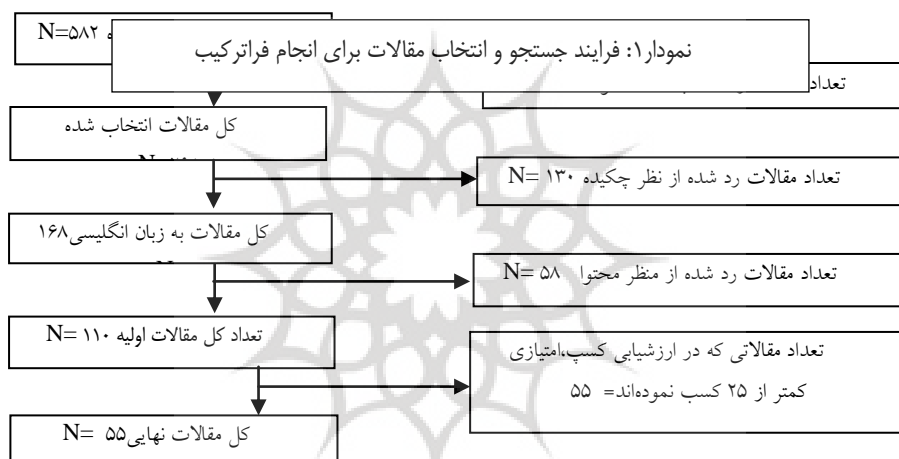 ه N=۵۸۲
نمودار۱: فرایند جستجو و انتخاب مقالات برای انجام فراترکیب
تعداد
کل مقالات انتخاب شده
تعداد مقالات رد شده از نظر چکیده N= ۱۳۰
کل مقالات به زبان انگلیسی۱۶۸
تعداد مقالات رد شده از منظر محتوا N= ۵۸
تعداد کل مقالات اولیه N= ۱۱۰
تعداد مقالاتی که در ارزشیابی کسپ،امتیازی
کمتر از ۲۵ کسب نموده‌اند= ۵۵
کل مقالات نهایی۵۵ N=